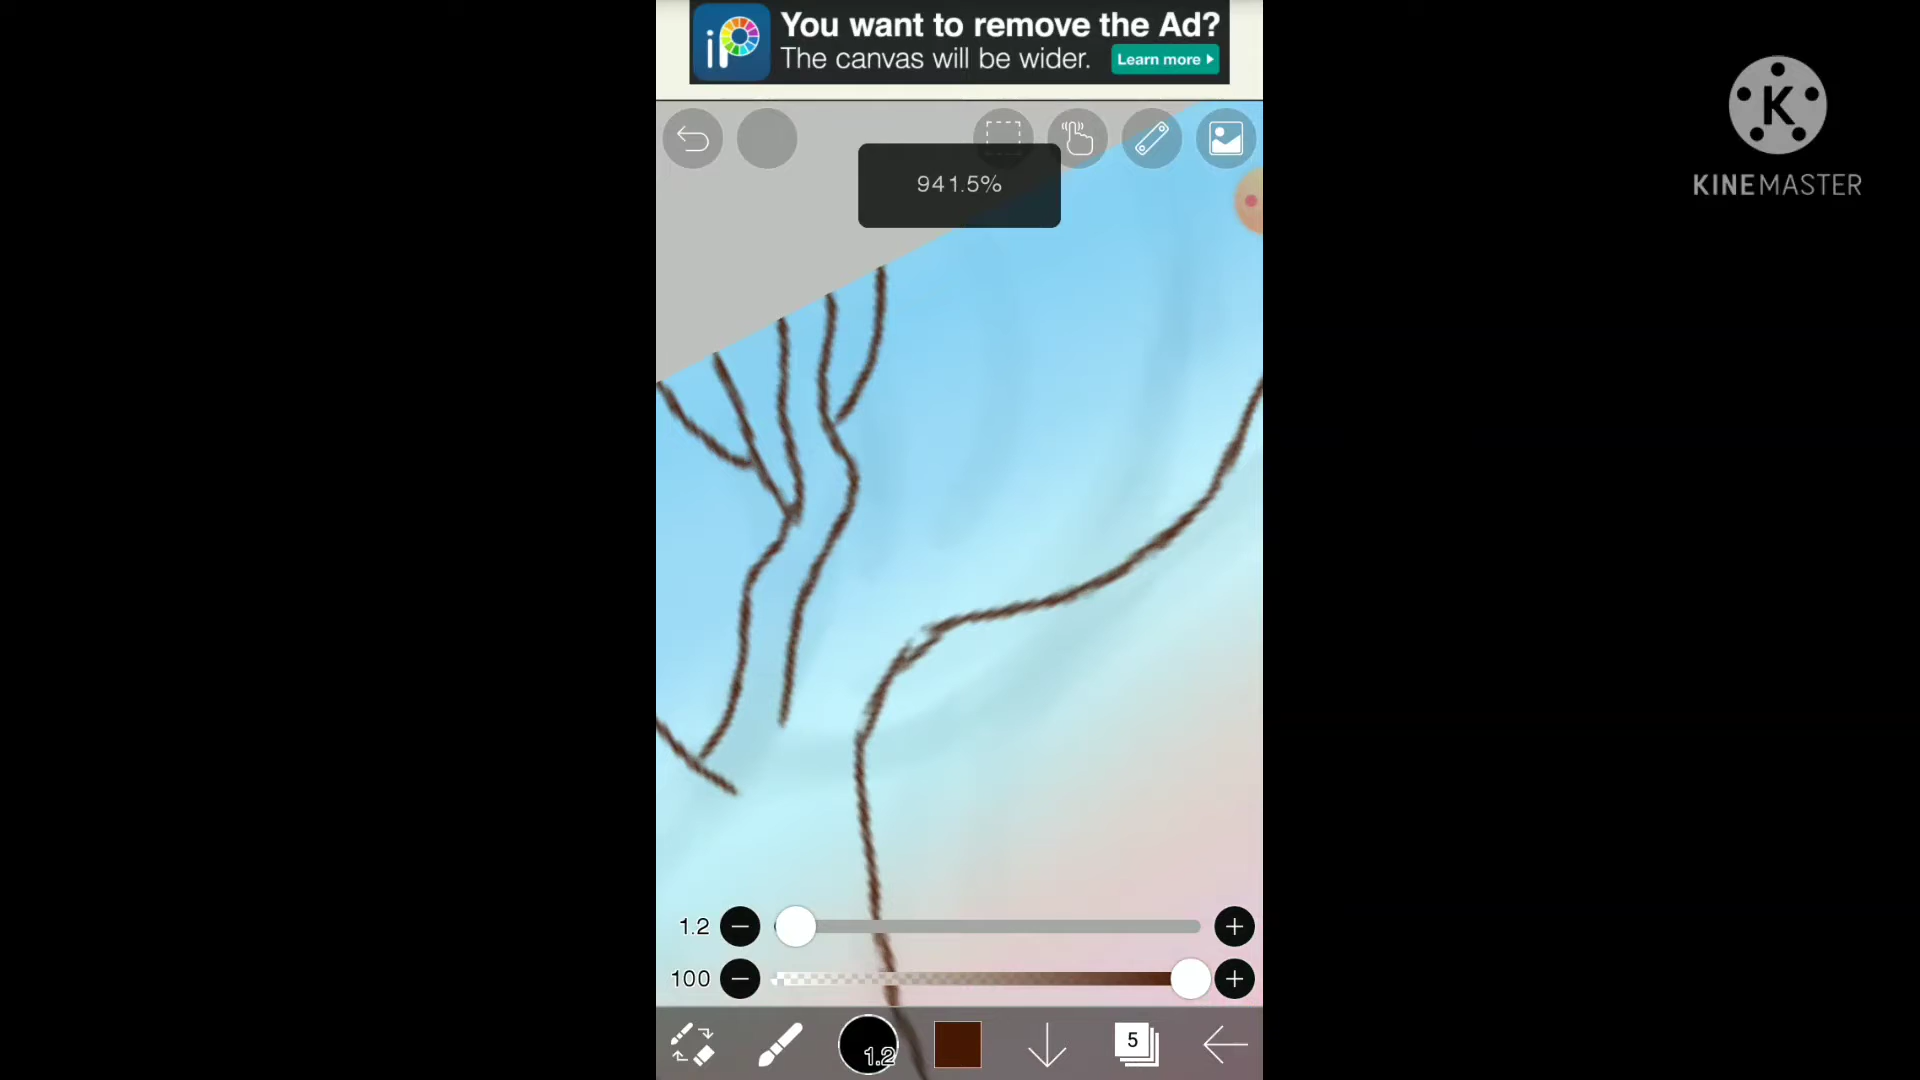 iP
You want to remove the Ad?
The canvas will be wider.
Learn more
941.5%
K
KINEMASTER
1.2
100
1.2
5